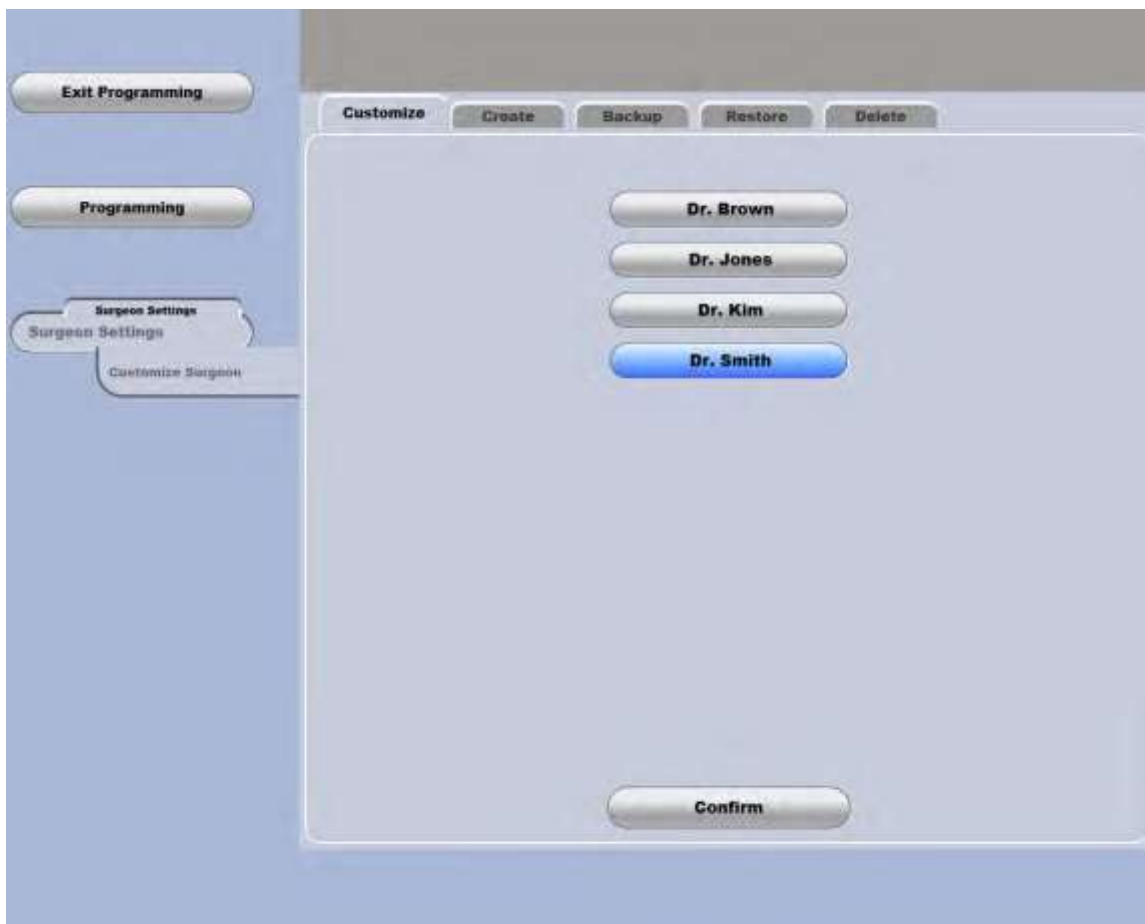 Exit Programming
Programming
Surgeon Settings
Surgeon Settings
Customize Surgeon
Customize Create Backup Restore Delete
Dr. Brown
Dr. Jones
Dr. Kim
Dr. Smith
Confirm